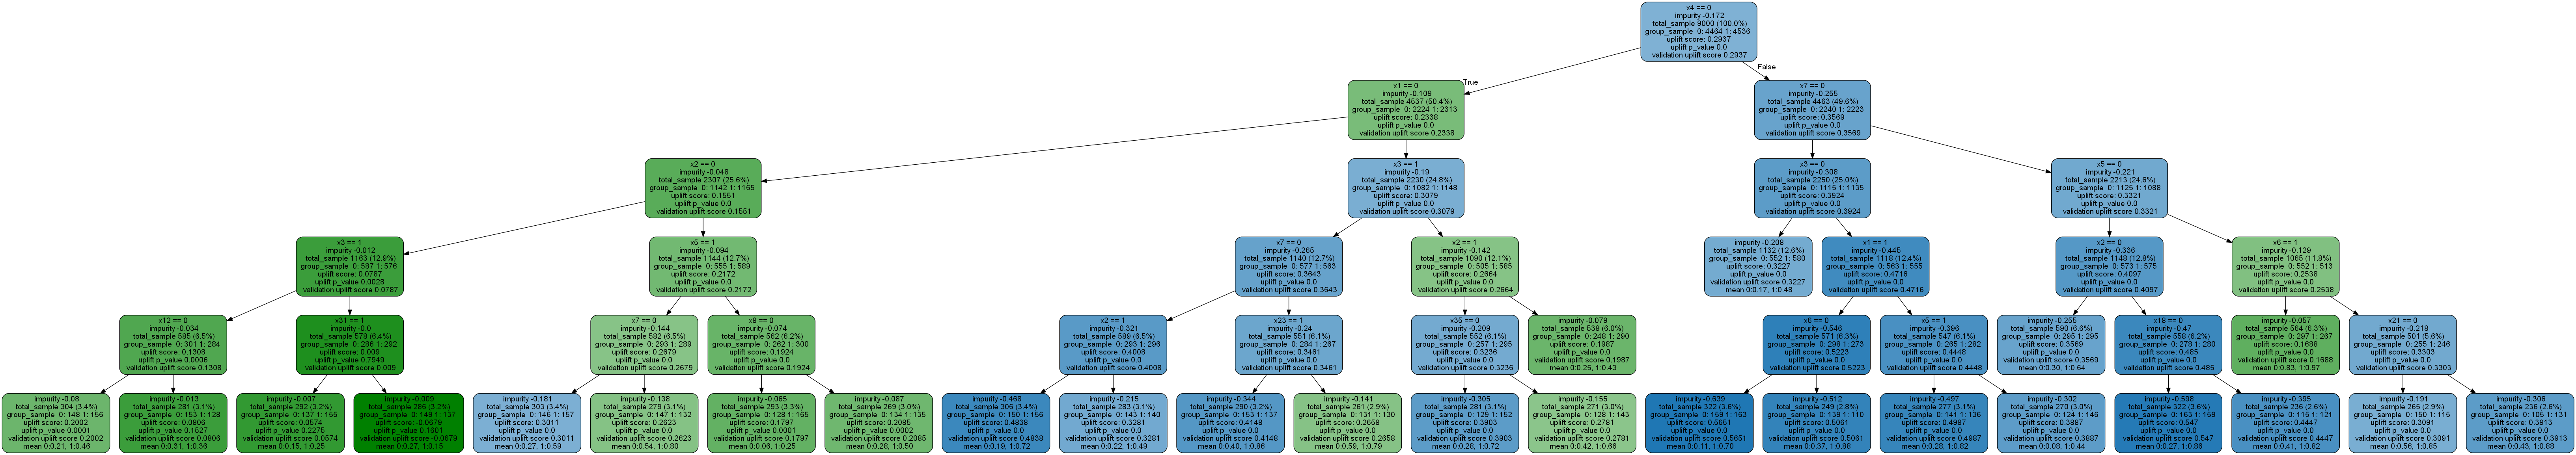 x4 == 0
impurity -0.172
total_sample 9000 (100.0%)
group_sample 0: 4464 1: 4536
uplift score: 0.2937
uplift p_value 0.0
validation uplift score 0.2937
True
False
x1 == 0
impurity -0.109
total_sample 4537 (50.4%)
group_sample 0: 2224 1: 2313
uplift score: 0.2338
uplift p_value 0.0
validation uplift score 0.2338
x7 == 0
impurity -0.255
total_sample 4463 (49.6%)
group_sample 0: 2240 1: 2223
uplift score: 0.3569
uplift p_value 0.0
validation uplift score 0.3569
x2 == 0
impurity -0.048
total_sample 2307 (25.6%)
group_sample 0: 1142 1: 1165
uplift score: 0.1551
uplift p_value 0.0
validation uplift score 0.1551
x3 == 1
impurity -0.19
total_sample 2230 (24.8%)
group_sample 0: 1082 1: 1148
uplift score: 0.3079
uplift p_value 0.0
validation uplift score 0.3079
x3 == 0
impurity -0.308
total_sample 2250 (25.0%)
group_sample 0: 1115 1: 1135
uplift score: 0.3924
uplift p_value 0.0
validation uplift score 0.3924
x5 == 0
impurity -0.221
total_sample 2213 (24.6%)
group_sample 0: 1125 1: 1088
uplift score: 0.3321
uplift p_value 0.0
validation uplift score 0.3321
x3 == 1
impurity -0.012
total_sample 1163 (12.9%)
group_sample 0: 587 1: 576
uplift score: 0.0787
uplift p_value 0.0028
validation uplift score 0.0787
x5 == 1
impurity -0.094
total_sample 1144 (12.7%)
group_sample 0: 555 1: 589
uplift score: 0.2172
uplift p_value 0.0
validation uplift score 0.2172
x7 == 0
impurity -0.265
total_sample 1140 (12.7%)
group_sample 0: 577 1: 563
uplift score: 0.3643
uplift p_value 0.0
validation uplift score 0.3643
x2 == 1
impurity -0.142
total_sample 1090 (12.1%)
group_sample 0: 505 1: 585
uplift score: 0.2664
uplift p_value 0.0
validation uplift score 0.2664
impurity -0.208
total_sample 1132 (12.6%)
group_sample 0: 552 1: 580
uplift score: 0.3227
uplift p_value 0.0
validation uplift score 0.3227
mean 0:0.17, 1:0.48
x1 == 1
impurity -0.445
total_sample 1118 (12.4%)
group_sample 0: 563 1: 555
uplift score: 0.4716
uplift p_value 0.0
validation uplift score 0.4716
x2 == 0
impurity -0.336
total_sample 1148 (12.8%)
group_sample 0: 573 1: 575
uplift score: 0.4097
uplift p_value 0.0
validation uplift score 0.4097
x6 == 1
impurity -0.129
total_sample 1065 (11.8%)
group_sample 0: 552 1: 513
uplift score: 0.2538
uplift p_value 0.0
validation uplift score 0.2538
x12 == 0
impurity -0.034
total_sample 585 (6.5%)
group_sample 0: 301 1: 284
uplift score: 0.1308
uplift p_value 0.0006
validation uplift score 0.1308
x31 == 1
impurity -0.0
total_sample 578 (6.4%)
group_sample 0: 286 1: 292
uplift score: 0.009
uplift p_value 0.7949
validation uplift score 0.009
x7 == 0
impurity -0.144
total_sample 582 (6.5%)
group_sample 0: 293 1: 289
uplift score: 0.2679
uplift p_value 0.0
validation uplift score 0.2679
x8 == 0
impurity -0.074
total_sample 562 (6.2%)
group_sample 0: 262 1: 300
uplift score: 0.1924
uplift p_value 0.0
validation uplift score 0.1924
x2 == 1
impurity -0.321
total_sample 589 (6.5%)
group_sample 0: 293 1: 296
uplift score: 0.4008
uplift p_value 0.0
validation uplift score 0.4008
x23 == 1
impurity -0.24
total_sample 551 (6.1%)
group_sample 0: 284 1: 267
uplift score: 0.3461
uplift p_value 0.0
validation uplift score 0.3461
x35 == 0
impurity -0.209
total_sample 552 (6.1%)
group_sample 0: 257 1: 295
uplift score: 0.3236
uplift p_value 0.0
validation uplift score 0.3236
impurity -0.079
total_sample 538 (6.0%)
group_sample 0: 248 1: 290
uplift score: 0.1987
uplift p_value 0.0
validation uplift score 0.1987
mean 0:0.25, 1:0.43
x6 == 0
impurity -0.546
total_sample 571 (6.3%)
group_sample 0: 298 1: 273
uplift score: 0.5223
uplift p_value 0.0
validation uplift score 0.5223
x5 == 1
impurity -0.396
total_sample 547 (6.1%)
group_sample 0: 265 1: 282
uplift score: 0.4448
uplift p_value 0.0
validation uplift score 0.4448
impurity -0.255
total_sample 590 (6.6%)
group_sample 0: 295 1: 295
uplift score: 0.3569
uplift p_value 0.0
validation uplift score 0.3569
mean 0:0.30, 1:0.64
x18 == 0
impurity -0.47
total_sample 558 (6.2%)
group_sample 0: 278 1: 280
uplift score: 0.485
uplift p_value 0.0
validation uplift score 0.485
impurity -0.057
total_sample 564 (6.3%)
group_sample 0: 297 1: 267
uplift score: 0.1688
uplift p_value 0.0
validation uplift score 0.1688
mean 0:0.83, 1:0.97
x21 == 0
impurity -0.218
total_sample 501 (5.6%)
group_sample 0: 255 1: 246
uplift score: 0.3303
uplift p_value 0.0
validation uplift score 0.3303
impurity -0.08
total_sample 304 (3.4%)
group_sample 0: 148 1: 156
uplift score: 0.2002
uplift p_value 0.0001
validation uplift score 0.2002
mean 0:0.21, 1:0.46
impurity -0.013
total_sample 281 (3.1%)
group_sample 0: 153 1: 128
uplift score: 0.0806
uplift p_value 0.1527
validation uplift score 0.0806
mean 0:0.31, 1:0.36
impurity -0.007
total_sample 292 (3.2%)
group_sample 0: 137 1: 155
uplift score: 0.0574
uplift p_value 0.2275
validation uplift score 0.0574
mean 0:0.15, 1:0.25
impurity -0.009
total_sample 286 (3.2%)
group_sample 0: 149 1: 137
uplift score: -0.0679
uplift p_value 0.1601
validation uplift score -0.0679
mean 0:0.27, 1:0.15
impurity -0.181
total_sample 303 (3.4%)
group_sample 0: 146 1: 157
uplift score: 0.3011
uplift p_value 0.0
validation uplift score 0.3011
mean 0:0.27, 1:0.59
impurity -0.138
total_sample 279 (3.1%)
group_sample 0: 147 1: 132
uplift score: 0.2623
uplift p_value 0.0
validation uplift score 0.2623
mean 0:0.54, 1:0.80
impurity -0.065
total_sample 293 (3.3%)
group_sample 0: 128 1: 165
uplift score: 0.1797
uplift p_value 0.0001
validation uplift score 0.1797
mean 0:0.06, 1:0.25
impurity -0.087
total_sample 269 (3.0%)
group_sample 0: 134 1: 135
uplift score: 0.2085
uplift p_value 0.0002
validation uplift score 0.2085
mean 0:0.28, 1:0.50
impurity -0.468
total_sample 306 (3.4%)
group_sample 0: 150 1: 156
uplift score: 0.4838
uplift p_value 0.0
validation uplift score 0.4838
mean 0:0.19, 1:0.72
impurity -0.215
total_sample 283 (3.1%)
group_sample 0: 143 1: 140
uplift score: 0.3281
uplift p_value 0.0
validation uplift score 0.3281
mean 0:0.22, 1:0.49
impurity -0.344
total_sample 290 (3.2%)
group_sample 0: 153 1: 137
uplift score: 0.4148
uplift p_value 0.0
validation uplift score 0.4148
mean 0:0.40, 1:0.86
impurity -0.141
total_sample 261 (2.9%)
group_sample 0: 131 1: 130
uplift score: 0.2658
uplift p_value 0.0
validation uplift score 0.2658
mean 0:0.59, 1:0.79
impurity -0.305
total_sample 281 (3.1%)
group_sample 0: 129 1: 152
uplift score: 0.3903
uplift p_value 0.0
validation uplift score 0.3903
mean 0:0.28, 1:0.72
impurity -0.155
total_sample 271 (3.0%)
group_sample 0: 128 1: 143
uplift score: 0.2781
uplift p_value 0.0
validation uplift score 0.2781
mean 0:0.42, 1:0.66
impurity -0.639
total_sample 322 (3.6%)
group_sample 0: 159 1: 163
uplift score: 0.5651
uplift p_value 0.0
validation uplift score 0.5651
mean 0:0.11, 1:0.70
impurity -0.512
total_sample 249 (2.8%)
group_sample 0: 139 1: 110
uplift score: 0.5061
uplift p_value 0.0
validation uplift score 0.5061
mean 0:0.37, 1:0.88
impurity -0.497
total_sample 277 (3.1%)
group_sample 0: 141 1: 136
uplift score: 0.4987
uplift p_value 0.0
validation uplift score 0.4987
mean 0:0.28, 1:0.82
impurity -0.302
total_sample 270 (3.0%)
group_sample 0: 124 1: 146
uplift score: 0.3887
uplift p_value 0.0
validation uplift score 0.3887
mean 0:0.08, 1:0.44
impurity -0.598
total_sample 322 (3.6%)
group_sample 0: 163 1: 159
uplift score: 0.547
uplift p_value 0.0
validation uplift score 0.547
mean 0:0.27, 1:0.86
impurity -0.395
total_sample 236 (2.6%)
group_sample 0: 115 1: 121
uplift score: 0.4447
uplift p_value 0.0
validation uplift score 0.4447
mean 0:0.41, 1:0.82
impurity -0.191
total_sample 265 (2.9%)
group_sample 0: 150 1: 115
uplift score: 0.3091
uplift p_value 0.0
validation uplift score 0.3091
mean 0:0.56, 1:0.85
impurity -0.306
total_sample 236 (2.6%)
group_sample 0: 105 1: 131
uplift score: 0.3913
uplift p_value 0.0
validation uplift score 0.3913
mean 0:0.43, 1:0.88